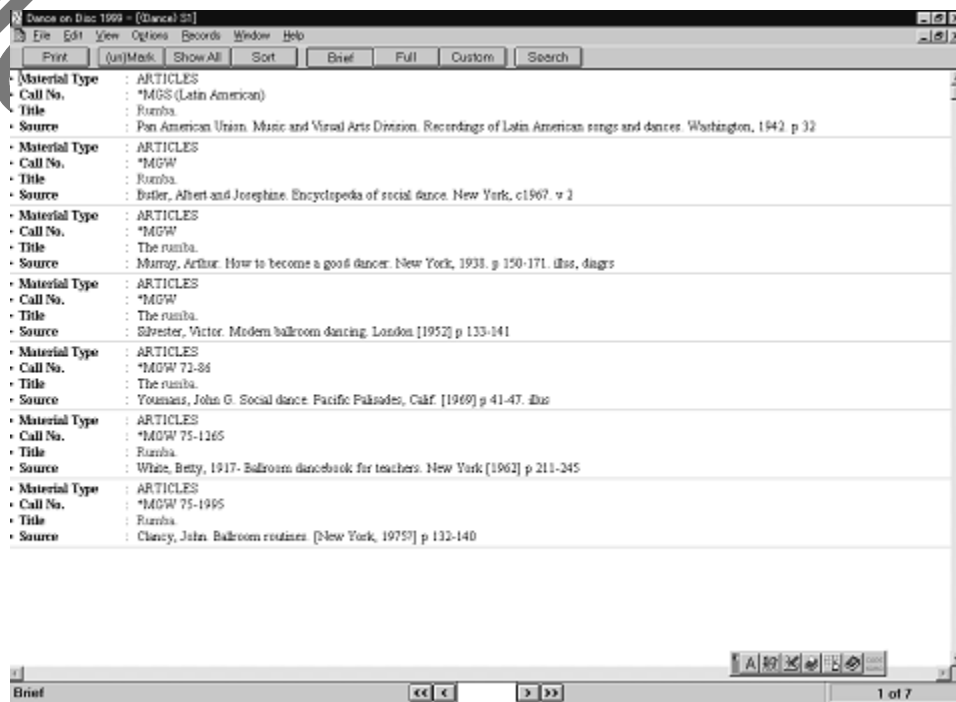 Dance on Disc 1999 - [(Dance) S1]
File Edit View Options Records Window Help
Print (un)Mark Show All Sort Brief Full Custom Search
Material Type : ARTICLES
Call No. : *MGS (Latin American)
Title : Rumba.
Source : Pan American Union. Music and Visual Arts Division. Recordings of Latin American songs and dances. Washington, 1942. p 32
Material Type : ARTICLES
Call No. : *MGW
Title : Rumba.
Source : Butler, Albert and Josephine. Encyclopedia of social dance. New York, c1967. v 2
Material Type : ARTICLES
Call No. : *MGW
Title : The rumba.
Source : Murray, Arthur. How to become a good dancer. New York, 1938. p 150-171. illus, diagrs
Material Type : ARTICLES
Call No. : *MGW
Title : The rumba.
Source : Silvester, Victor. Modern ballroom dancing. London [1952] p 133-141
Material Type : ARTICLES
Call No. : *MGW 72-86
Title : The rumba.
Source : Youmans, John G. Social dance. Pacific Palisades, Calif. [1969] p 41-47. illus
Material Type : ARTICLES
Call No. : *MGW 75-1265
Title : Rumba.
Source : White, Betty, 1917- Ballroom dancebook for teachers. New York [1962] p 211-245
Material Type : ARTICLES
Call No. : *MGW 75-1995
Title : Rumba.
Source : Clancy, John. Ballroom routines. [New York, 1975?] p 132-140
Brief << < > >> 1 of 7